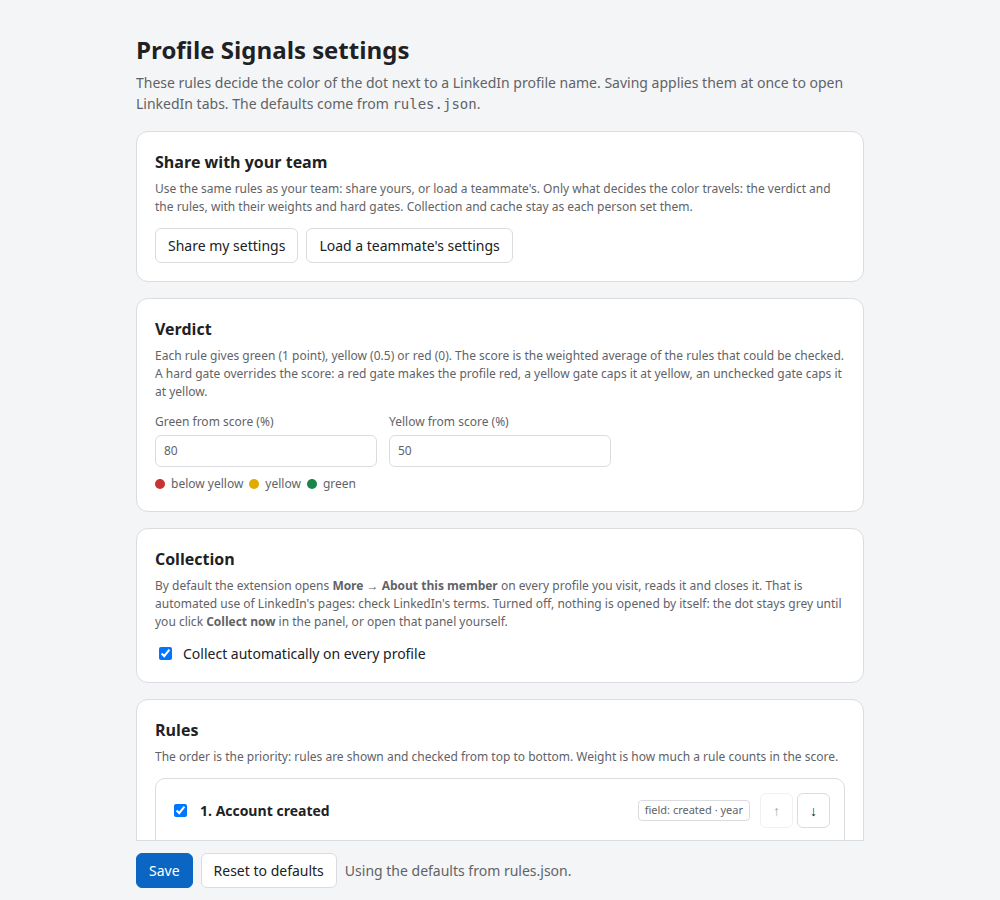 Profile Signals settings
These rules decide the color of the dot next to a LinkedIn profile name. Saving applies them at once to open
LinkedIn tabs. The defaults come from rules.json.
Share with your team
Use the same rules as your team: share yours, or load a teammate's. Only what decides the color travels: the verdict and
the rules, with their weights and hard gates. Collection and cache stay as each person set them.
Share my settings
Load a teammate's settings
Verdict
Each rule gives green (1 point), yellow (0.5) or red (0). The score is the weighted average of the rules that could be checked.
A hard gate overrides the score: a red gate makes the profile red, a yellow gate caps it at yellow, an unchecked gate caps it
at yellow.
Green from score (%)
Yellow from score (%)
80
50
below yellow
yellow
green
Collection
By default the extension opens More → About this member on every profile you visit, reads it and closes it. That is
automated use of LinkedIn's pages: check LinkedIn's terms. Turned off, nothing is opened by itself: the dot stays grey until
you click Collect now in the panel, or open that panel yourself.
Collect automatically on every profile
Rules
The order is the priority: rules are shown and checked from top to bottom. Weight is how much a rule counts in the score.
1. Account created
field: created · year
↑
↓
Save
Reset to defaults
Using the defaults from rules.json.